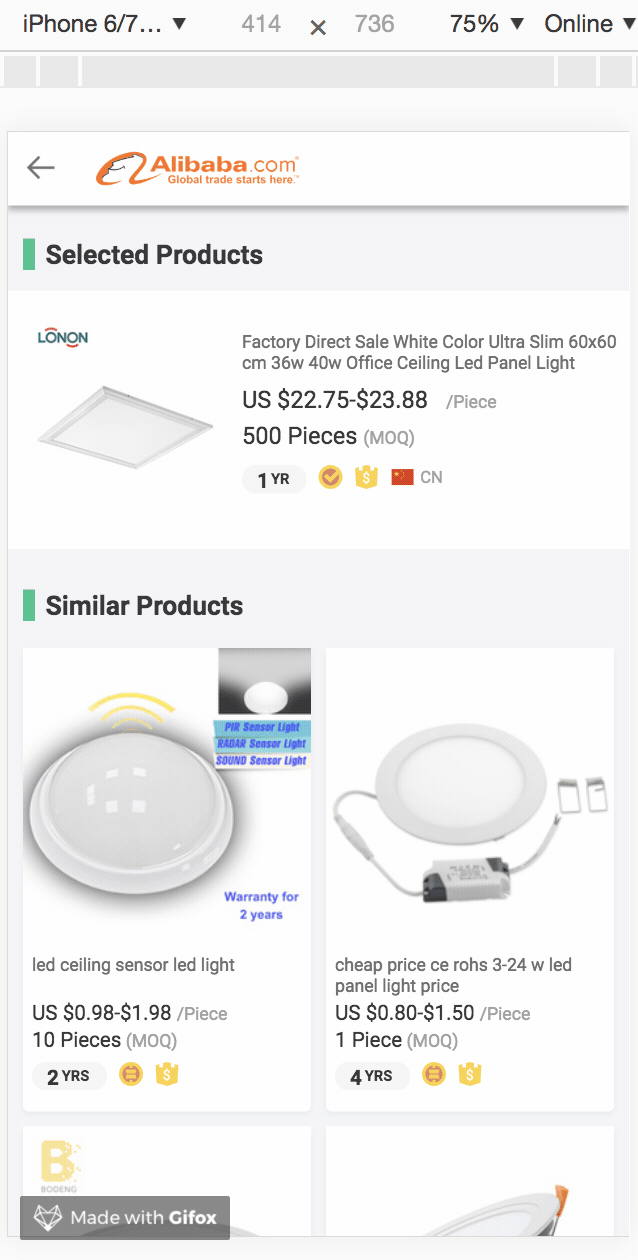 iPhone 6/7... ▼ 414 × 736 75% ▼ Online ▼
Alibaba.com
Global trade starts here.™
Selected Products
LONON
Factory Direct Sale White Color Ultra Slim 60x60
cm 36w 40w Office Ceiling Led Panel Light
US $22.75-$23.88 /Piece
500 Pieces (MOQ)
1 YR $ CN
Similar Products
PIR Sensor Light
RADAR Sensor Light
SOUND Sensor Light
Warranty for
2 years
led ceiling sensor led light
US $0.98-$1.98 /Piece
10 Pieces (MOQ)
2 YRS $
cheap price ce rohs 3-24 w led
panel light price
US $0.80-$1.50 /Piece
1 Piece (MOQ)
4 YRS $
B
BODENG
Made with Gifox